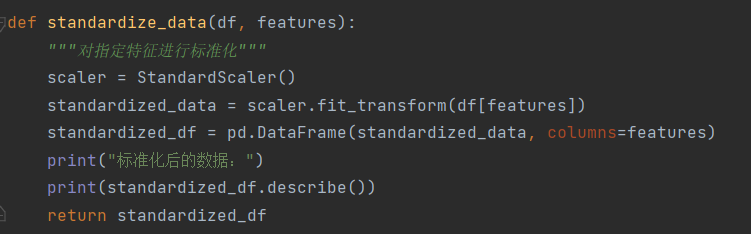 def standardize_data(df, features):
    """对指定特征进行标准化"""
    scaler = StandardScaler()
    standardized_data = scaler.fit_transform(df[features])
    standardized_df = pd.DataFrame(standardized_data, columns=features)
    print("标准化后的数据：")
    print(standardized_df.describe())
    return standardized_df